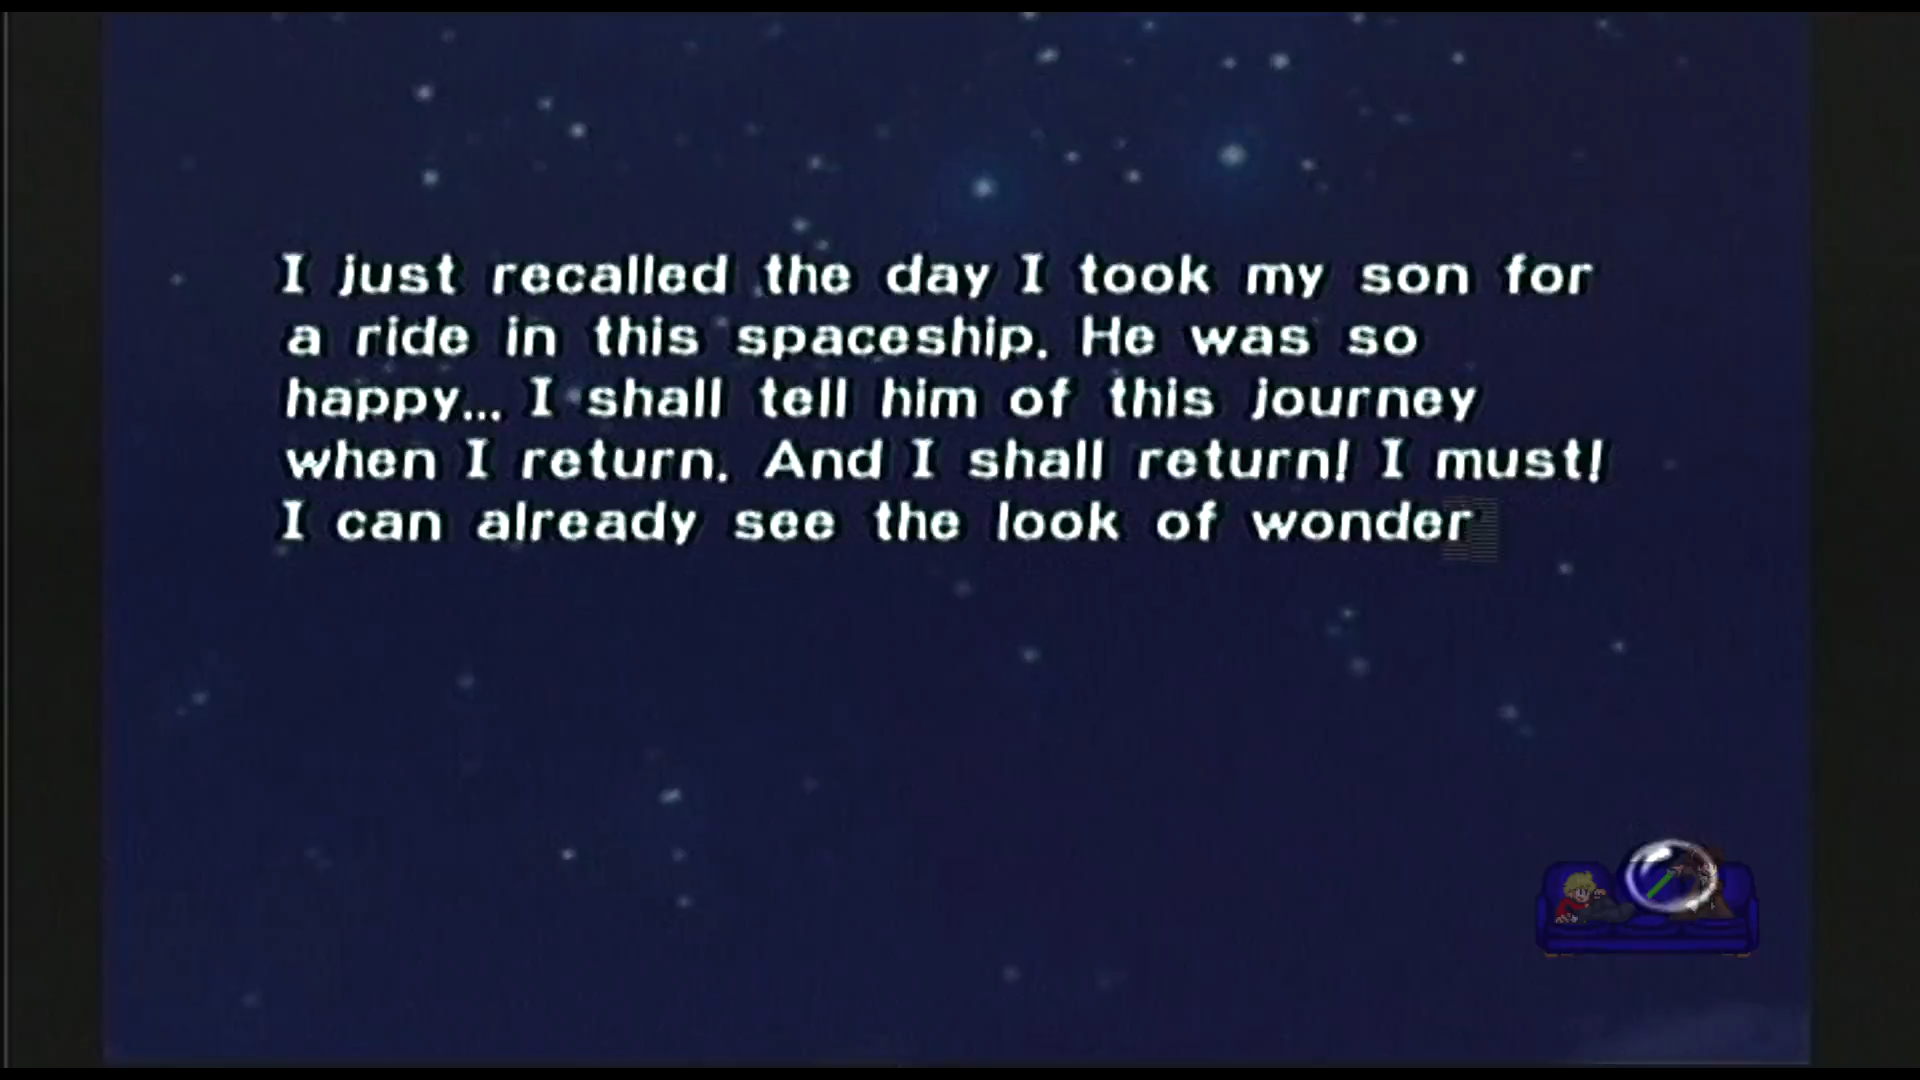 I just recalled the day I took my son for
a ride in this spaceship. He was so
happy... I shall tell him of this journey
when I return. And I shall return! I must!
I can already see the look of wonder